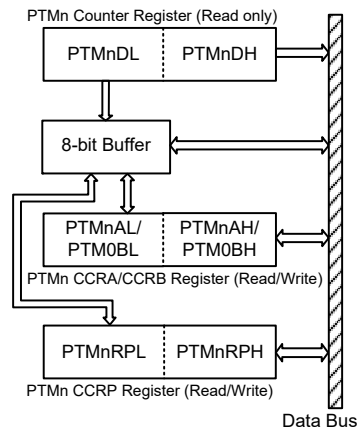 PTMn Counter Register (Read only)
PTMnDL PTMnDH
8-bit Buffer
PTMnAL/ PTMnAH/
PTM0BL PTM0BH
PTMn CCRA/CCRB Register (Read/Write)
PTMnRPL PTMnRPH
PTMn CCRP Register (Read/Write)
Data Bus